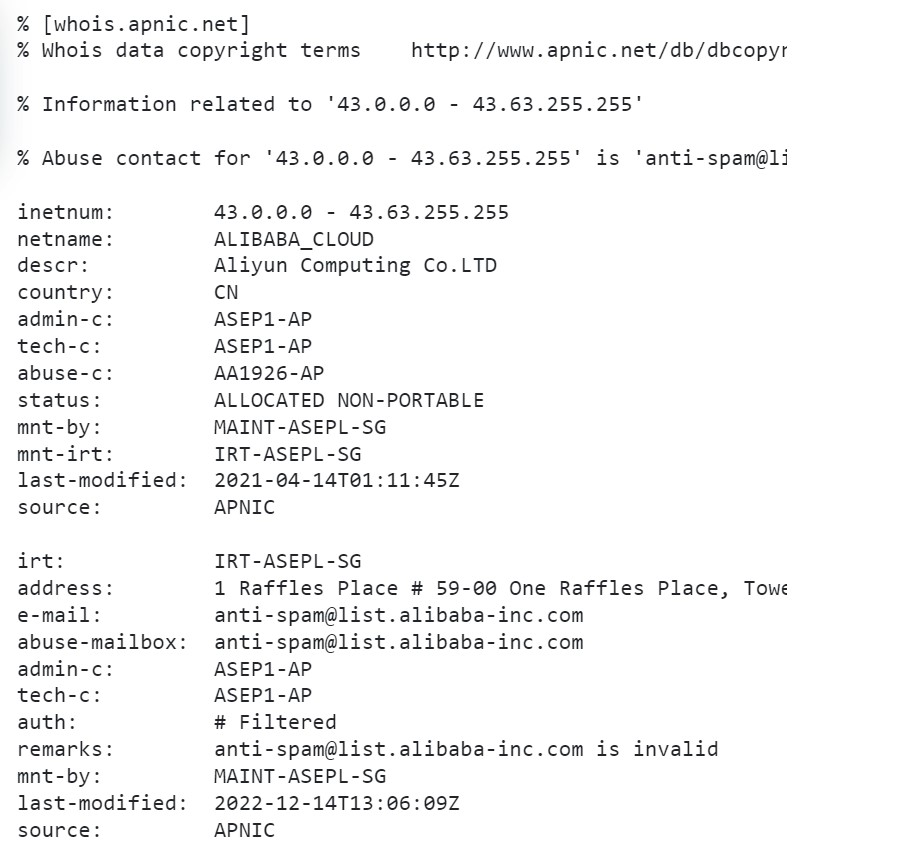 % [whois.apnic.net]
% Whois data copyright terms    http://www.apnic.net/db/dbcopyr
% Information related to '43.0.0.0 - 43.63.255.255'
% Abuse contact for '43.0.0.0 - 43.63.255.255' is 'anti-spam@li
inetnum:        43.0.0.0 - 43.63.255.255
netname:        ALIBABA_CLOUD
descr:          Aliyun Computing Co.LTD
country:        CN
admin-c:        ASEP1-AP
tech-c:         ASEP1-AP
abuse-c:        AA1926-AP
status:         ALLOCATED NON-PORTABLE
mnt-by:         MAINT-ASEPL-SG
mnt-irt:        IRT-ASEPL-SG
last-modified:  2021-04-14T01:11:45Z
source:         APNIC
irt:            IRT-ASEPL-SG
address:        1 Raffles Place # 59-00 One Raffles Place, Towe
e-mail:         anti-spam@list.alibaba-inc.com
abuse-mailbox:  anti-spam@list.alibaba-inc.com
admin-c:        ASEP1-AP
tech-c:         ASEP1-AP
auth:           # Filtered
remarks:        anti-spam@list.alibaba-inc.com is invalid
mnt-by:         MAINT-ASEPL-SG
last-modified:  2022-12-14T13:06:09Z
source:         APNIC